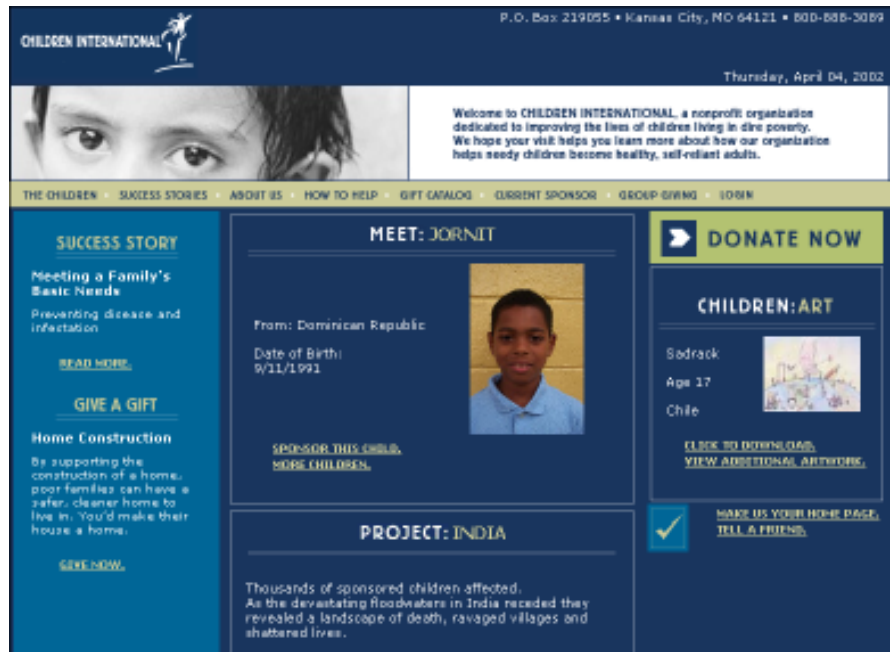 CHILDREN INTERNATIONAL
P.O. Box 219055 • Kansas City, MO 64121 • 800-888-3089
Thursday, April 04, 2002
Welcome to CHILDREN INTERNATIONAL, a nonprofit organization
dedicated to improving the lives of children living in dire poverty.
We hope your visit helps you learn more about how our organization
helps needy children become healthy, self-reliant adults.
THE CHILDREN • SUCCESS STORIES • ABOUT US • HOW TO HELP • GIFT CATALOG • CURRENT SPONSOR • GROUP GIVING • LOGIN
SUCCESS STORY
Meeting a Family's
Basic Needs
Preventing disease and
infestation
READ MORE.
GIVE A GIFT
Home Construction
By supporting the
construction of a home,
poor families can have a
safer, cleaner home to
live in. You'd make their
house a home.
GIVE NOW.
MEET: JORNIT
From: Dominican Republic
Date of Birth:
9/11/1991
SPONSOR THIS CHILD.
MORE CHILDREN.
PROJECT: INDIA
Thousands of sponsored children affected.
As the devastating floodwaters in India receded they
revealed a landscape of death, ravaged villages and
shattered lives.
DONATE NOW
CHILDREN: ART
Sadrack
Age 17
Chile
CLICK TO DOWNLOAD.
VIEW ADDITIONAL ARTWORK.
MAKE US YOUR HOME PAGE.
TELL A FRIEND.